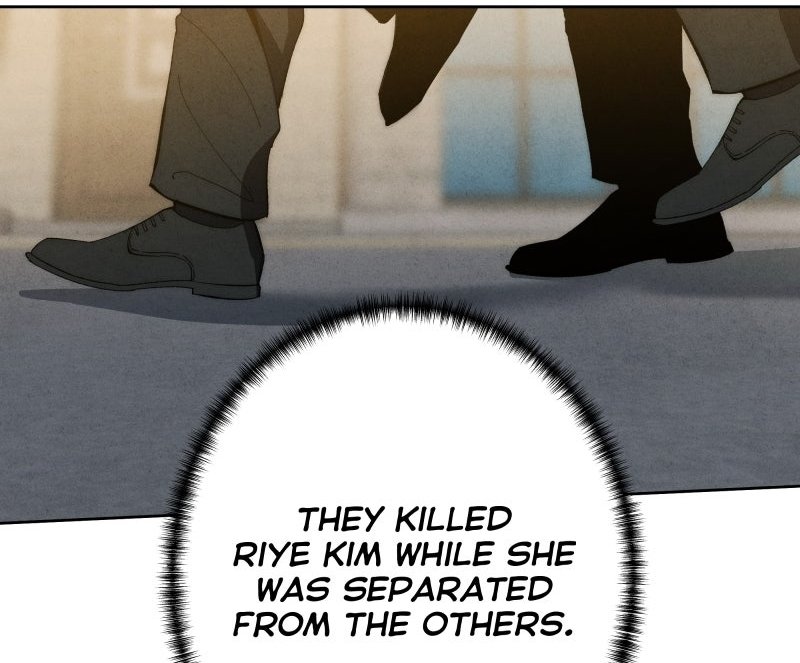 THEY KILLED
RIYE KIM WHILE SHE
WAS SEPARATED
FROM THE OTHERS.